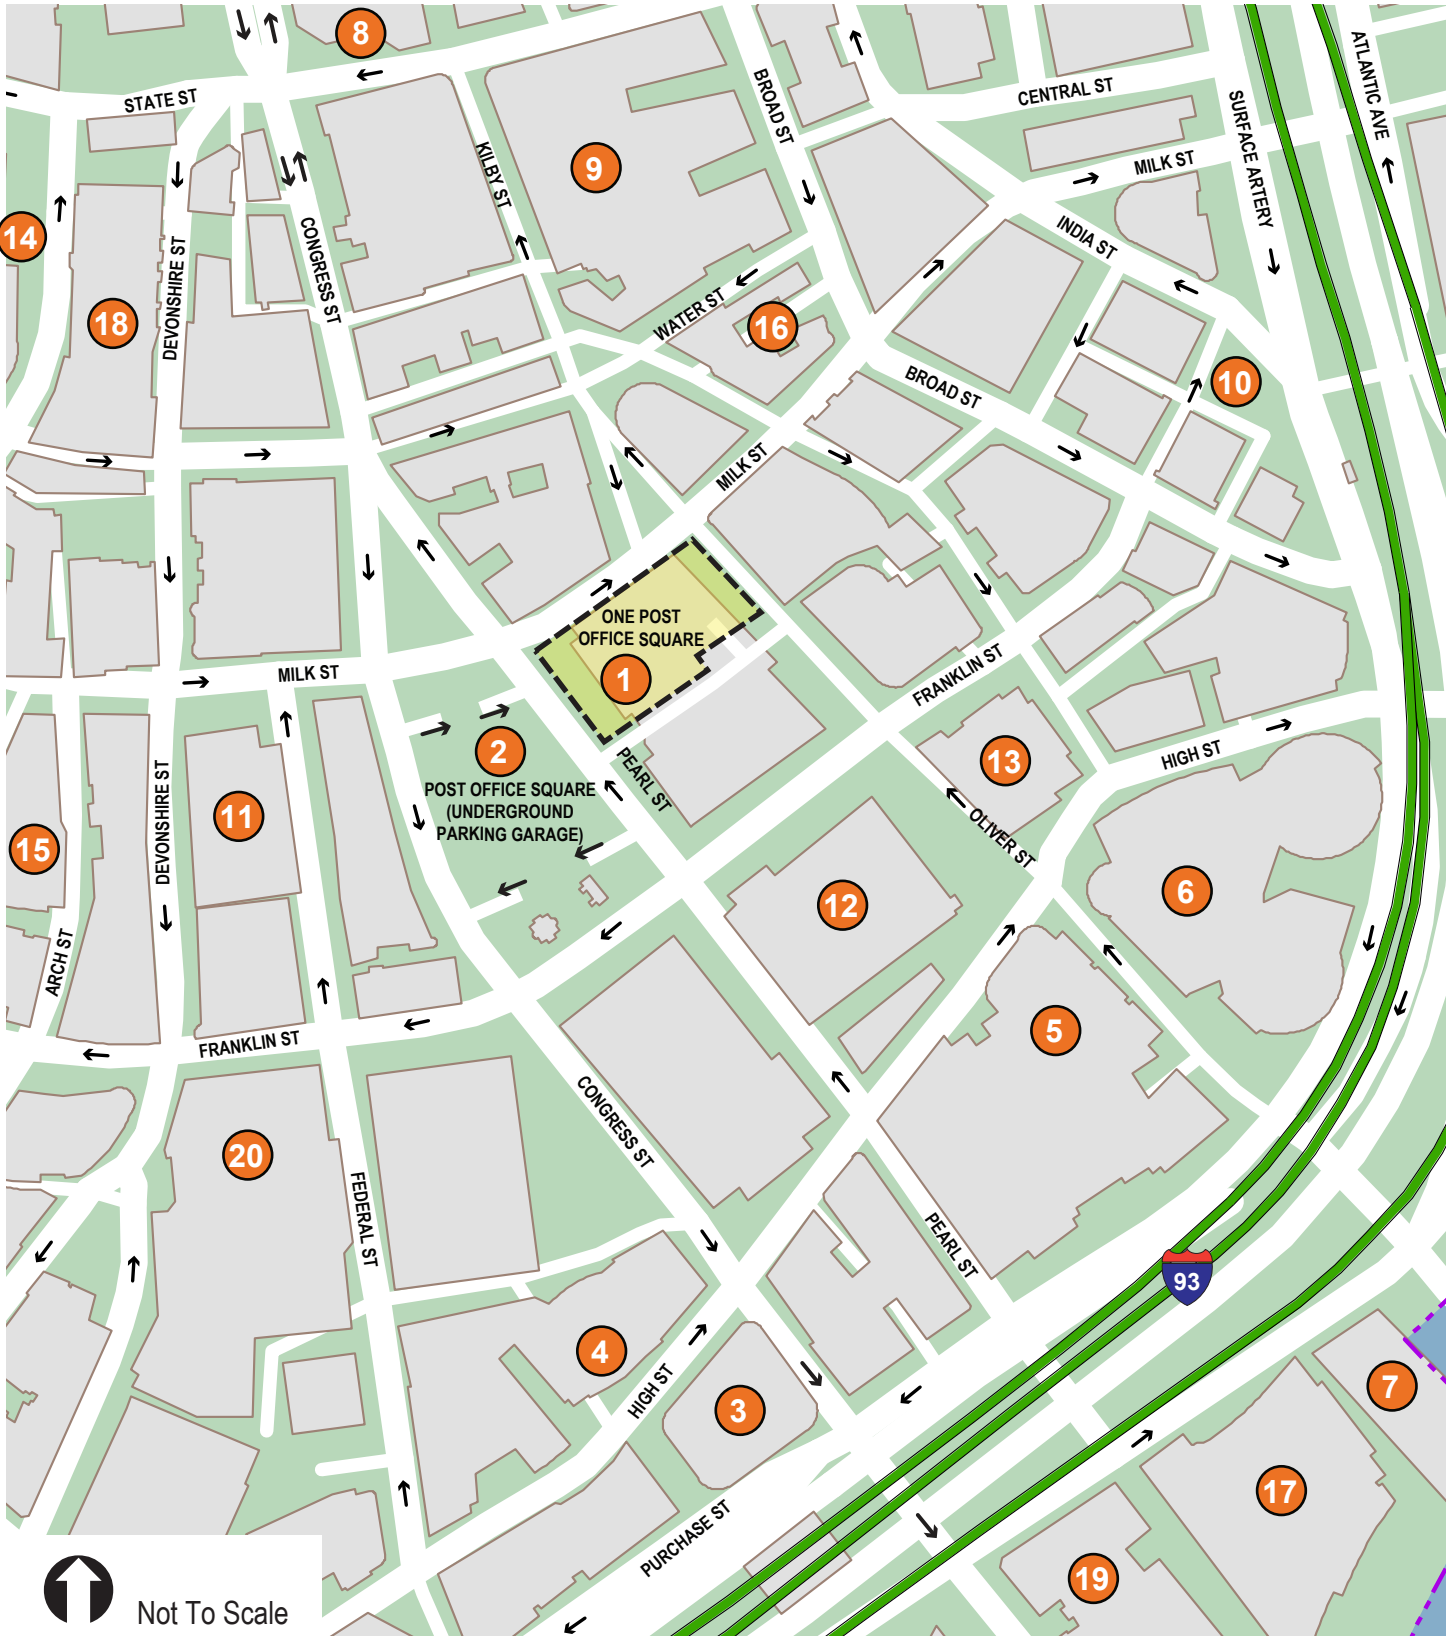 8
STATE ST
BROAD ST
CENTRAL ST
ATLANTIC AVE
SURFACE ARTERY
KILBY ST
9
MILK ST
14
CONGRESS ST
INDIA ST
DEVONSHIRE ST
18
WATER ST
16
BROAD ST
10
MILK ST
ONE POST
OFFICE SQUARE
1
MILK ST
FRANKLIN ST
2
POST OFFICE SQUARE
(UNDERGROUND
PARKING GARAGE)
PEARL ST
13
HIGH ST
OLIVER ST
DEVONSHIRE ST
11
15
12
6
ARCH ST
FRANKLIN ST
5
CONGRESS ST
20
FEDERAL ST
PEARL ST
93
4
HIGH ST
3
7
17
PURCHASE ST
19
Not To Scale